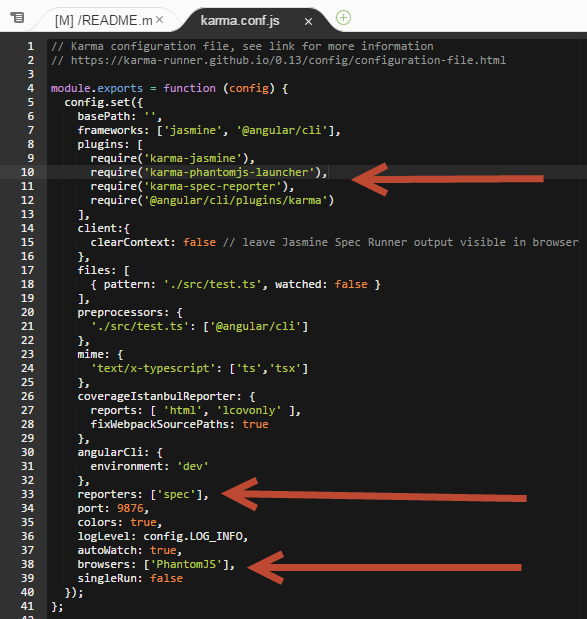 [M] /README.m × karma.conf.js ×
1 // Karma configuration file, see link for more information
2 // https://karma-runner.github.io/0.13/config/configuration-file.html
3
4 module.exports = function (config) {
5 config.set({
6 basePath: '',
7 frameworks: ['jasmine', '@angular/cli'],
8 plugins: [
9 require('karma-jasmine'),
10 require('karma-phantomjs-launcher'),
11 require('karma-spec-reporter'),
12 require('@angular/cli/plugins/karma')
13 ],
14 client:{
15 clearContext: false // leave Jasmine Spec Runner output visible in browser
16 },
17 files: [
18 { pattern: './src/test.ts', watched: false }
19 ],
20 preprocessors: {
21 './src/test.ts': ['@angular/cli']
22 },
23 mime: {
24 'text/x-typescript': ['ts','tsx']
25 },
26 coverageIstanbulReporter: {
27 reports: [ 'html', 'lcovonly' ],
28 fixWebpackSourcePaths: true
29 },
30 angularCli: {
31 environment: 'dev'
32 },
33 reporters: ['spec'],
34 port: 9876,
35 colors: true,
36 logLevel: config.LOG_INFO,
37 autoWatch: true,
38 browsers: ['PhantomJS'],
39 singleRun: false
40 });
41 };